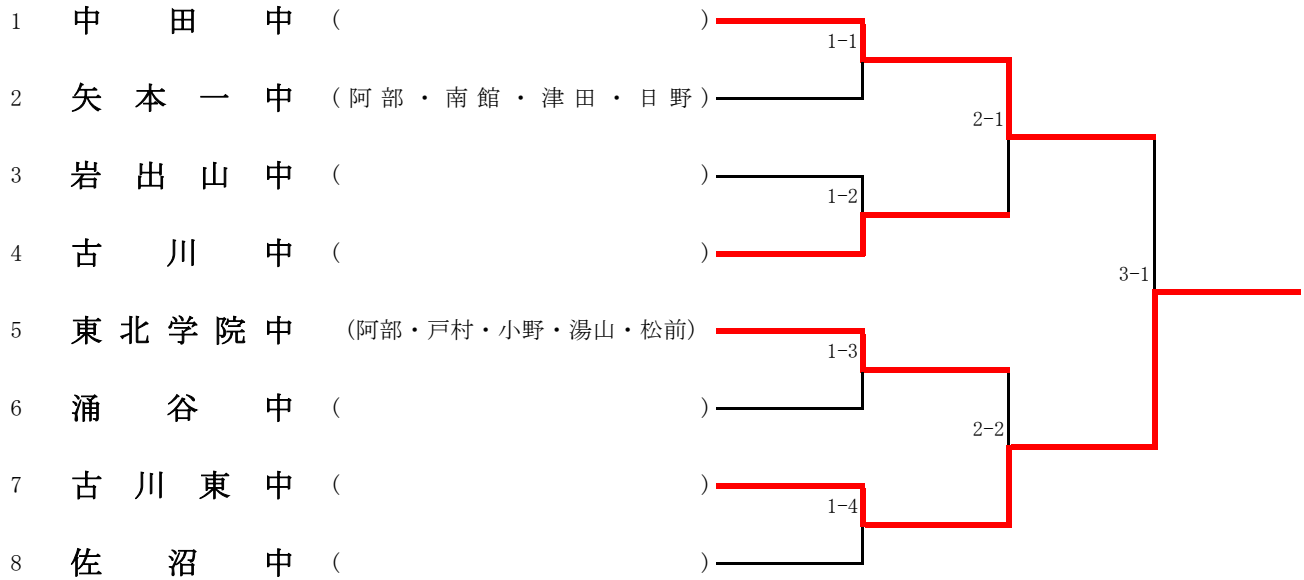 1 中田中 ( )
1-1
2 矢本一中 (阿部・南館・津田・日野)
2-1
3 岩出山中 ( )
1-2
4 古川中 ( )
3-1
5 東北学院中 (阿部・戸村・小野・湯山・松前)
1-3
6 涌谷中 ( )
2-2
7 古川東中 ( )
1-4
8 佐沼中 ( )